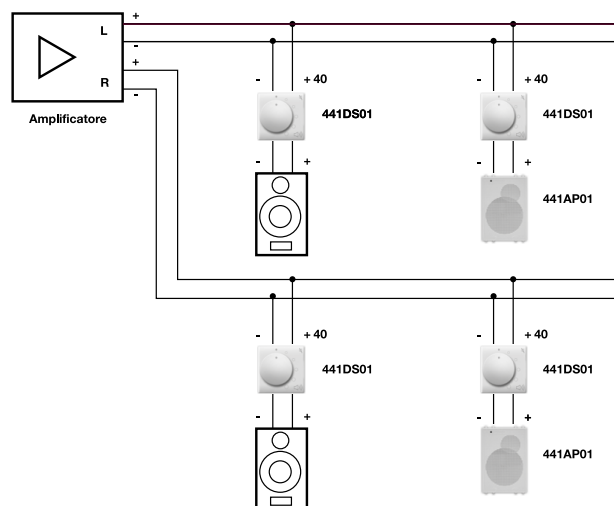 +
L
-
+
R
-
Amplificatore
- + 40
441DS01
- +
- + 40
441DS01
- +
441AP01
- + 40
441DS01
- +
- + 40
441DS01
- +
441AP01